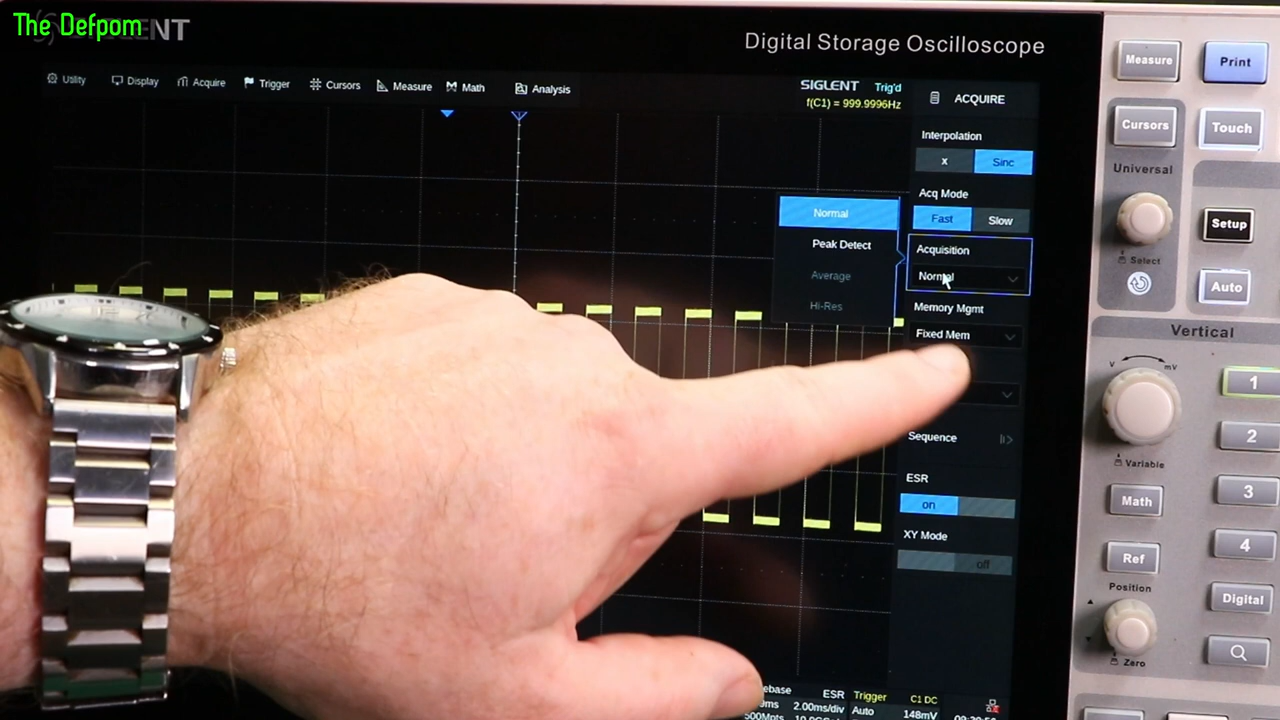 The Defpom
Digital Storage Oscilloscope
Utility Display Acquire Trigger Cursors Measure Math Analysis
SIGLENT Trig'd
f(C1) = 999.9996Hz
ACQUIRE
Interpolation
x Sinc
Acq Mode
Fast Slow
Acquisition
Normal
Normal
Peak Detect
Average
Hi-Res
Memory Mgmt
Fixed Mem
Sequence
ESR
on
XY Mode
off
ESR
2.00ms/div
Trigger C1 DC
Auto 148mV
Measure
Print
Cursors
Touch
Universal
Select
Setup
Auto
Vertical
V mV
Variable
1
2
3
4
Math
Ref
Digital
Position
Zero